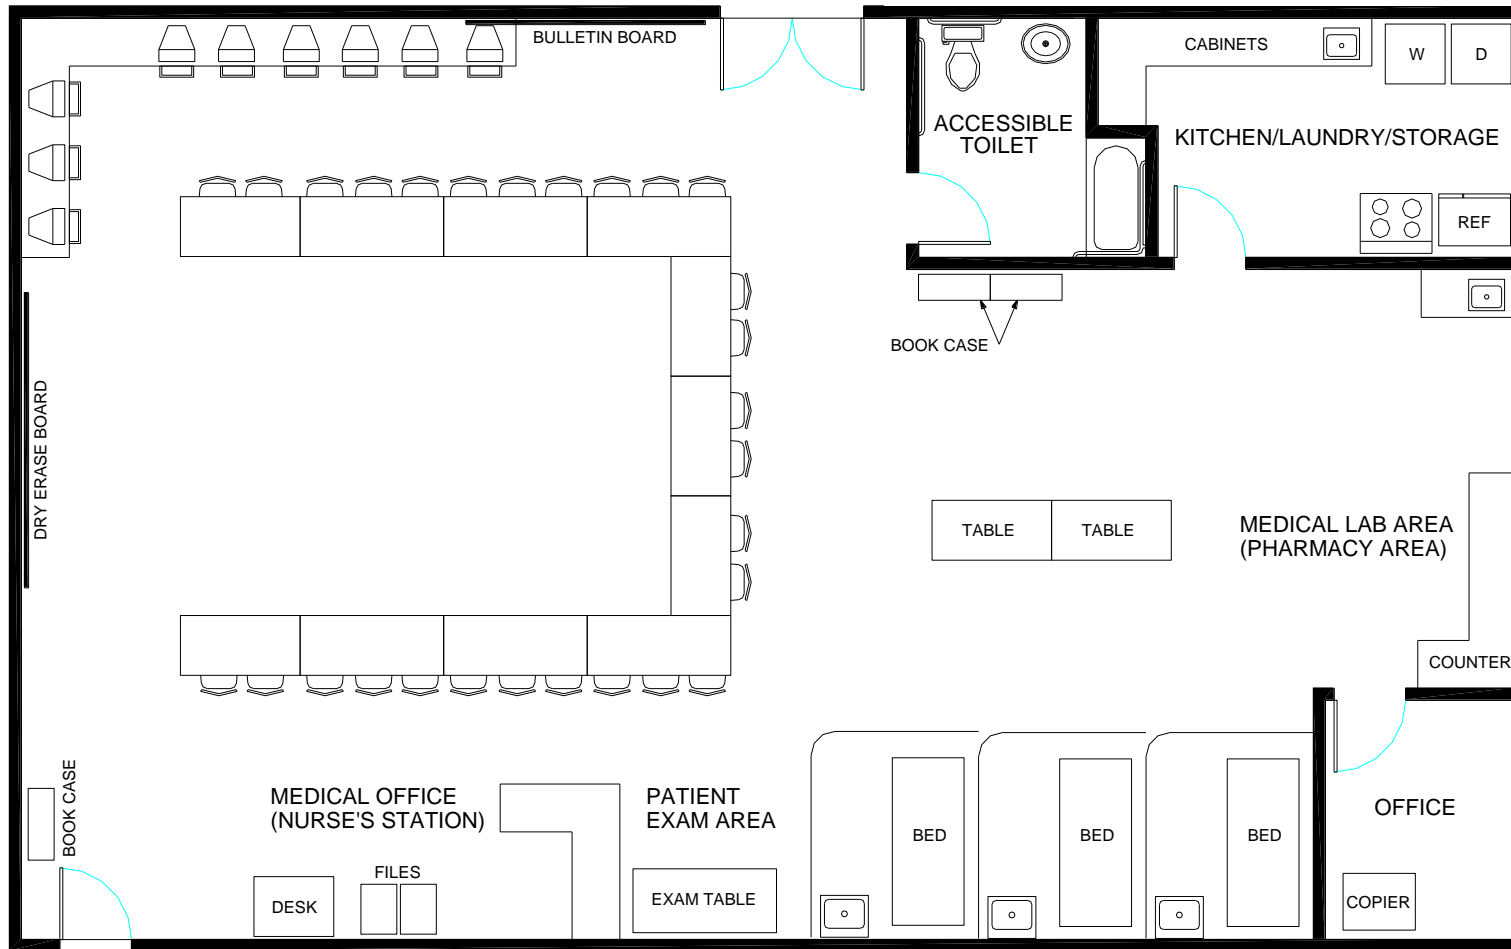 BULLETIN BOARD
CABINETS
W
D
ACCESSIBLE
TOILET
KITCHEN/LAUNDRY/STORAGE
REF
BOOK CASE
DRY ERASE BOARD
TABLE
TABLE
MEDICAL LAB AREA
(PHARMACY AREA)
COUNTER
BOOK CASE
MEDICAL OFFICE
(NURSE'S STATION)
PATIENT
EXAM AREA
OFFICE
BED
BED
BED
FILES
DESK
EXAM TABLE
COPIER